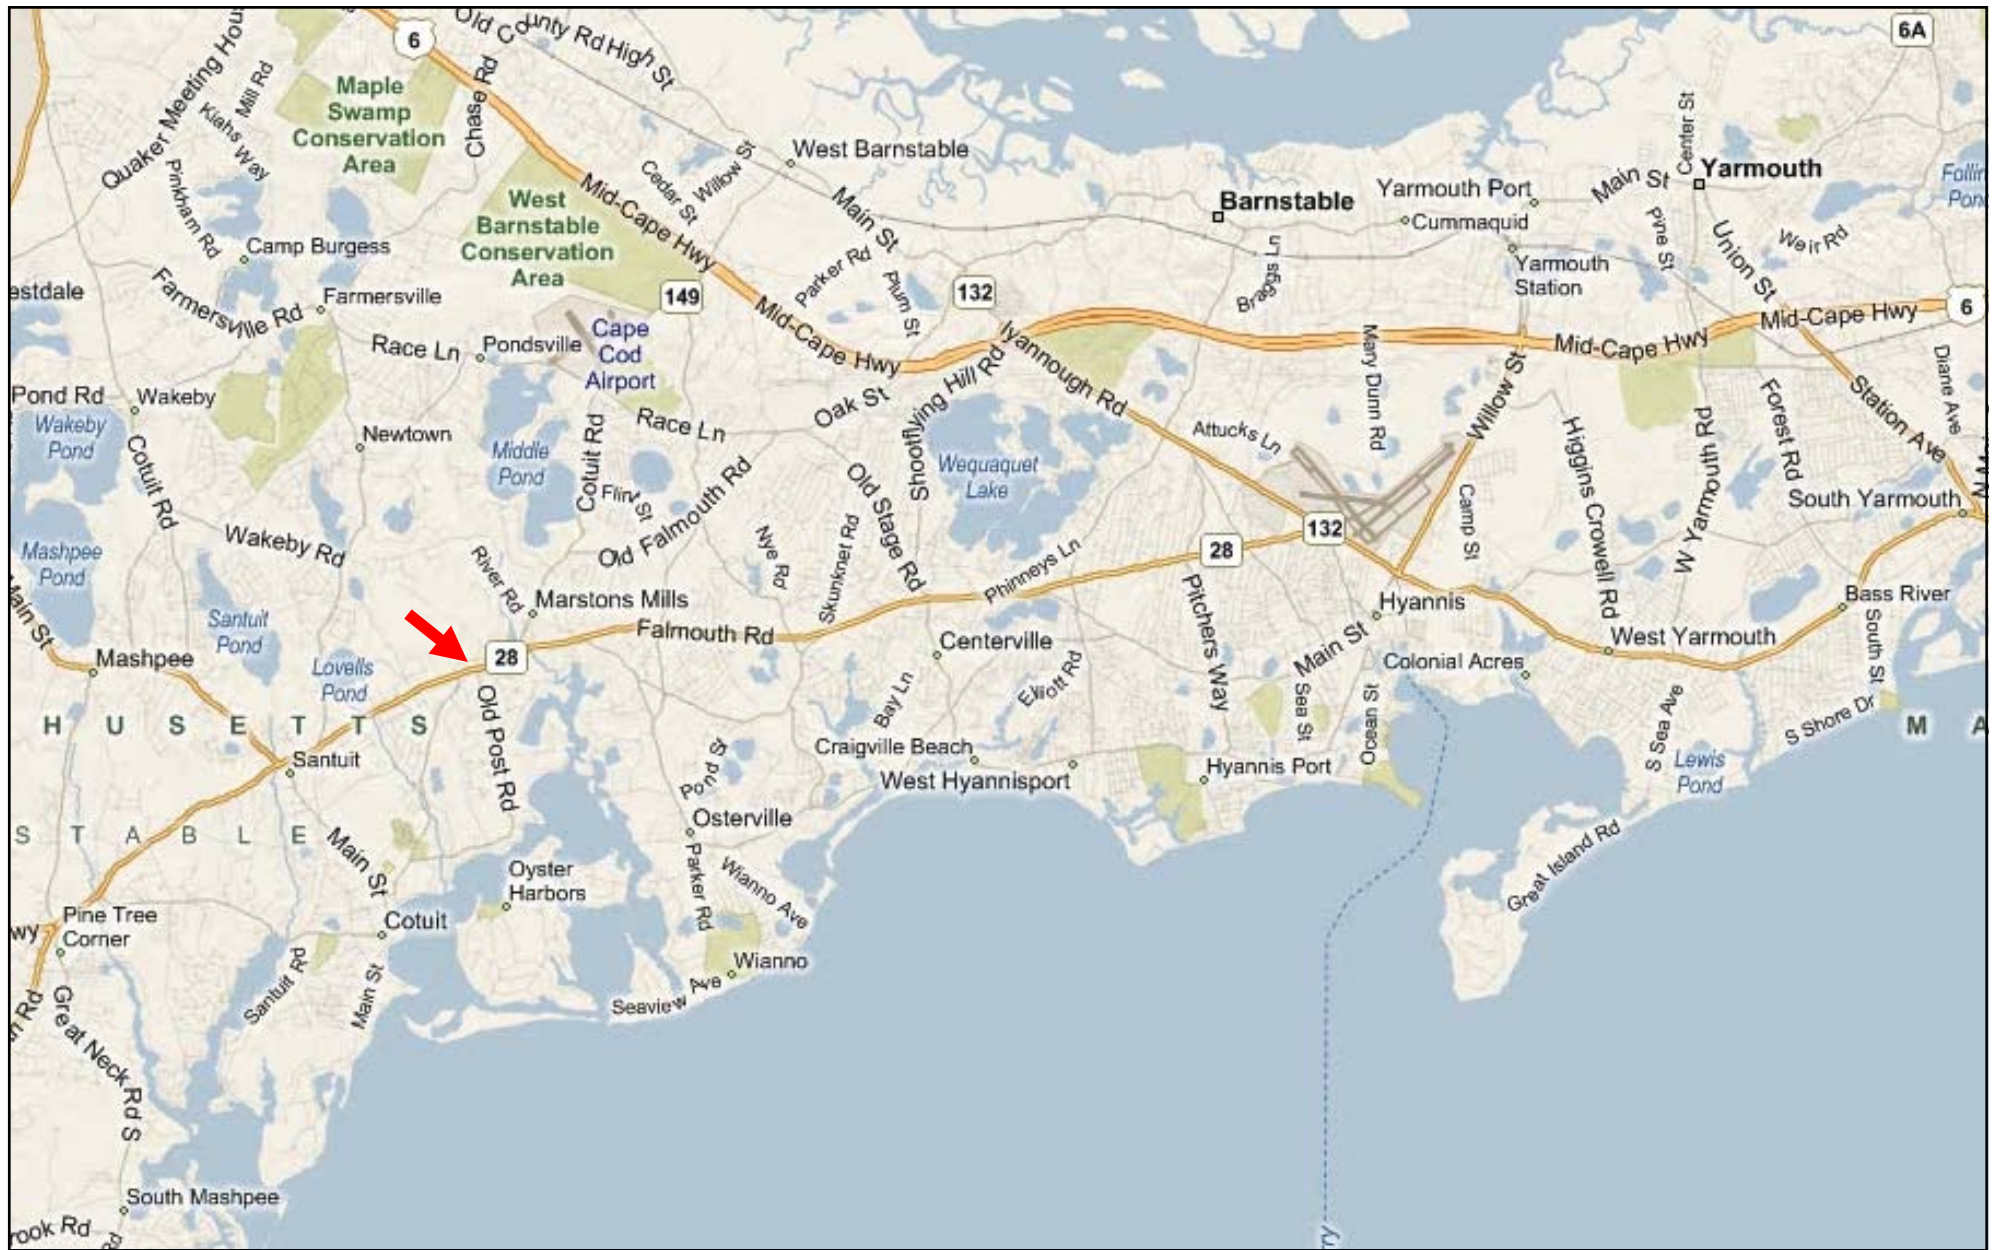 Old County Rd
High St
6
6A
Quaker Meeting Hou
Mill Rd
Kiahs Way
Maple
Swamp
Conservation
Area
Chase Rd
Center St
West Barnstable
Pinkham Rd
Cedar St
Willow St
Yarmouth
Follin
Pond
Main St
Yarmouth Port
Barnstable
West
Barnstable
Conservation
Area
Mid-Cape Hwy
Main St
Cummaquid
Pine St
Union St
Weir Rd
Camp Burgess
Parker Rd
Plum St
Braggs Ln
Yarmouth
Station
estdale
Farmersville Rd
Farmersville
149
132
6
Mid-Cape Hwy
Mid-Cape Hwy
Mid-Cape Hwy
Race Ln
Pondsville
Cape
Cod
Airport
Iyannough Rd
Mary Dunn Rd
Willow St
Diane Ave
Pond Rd
Wakeby
Oak St
Shootflying Hill Rd
Station Ave
Forest Rd
Wakeby
Pond
Cotuit Rd
Newtown
Middle
Pond
Cotuit Rd
Race Ln
Attucks Ln
Higgins Crowell Rd
W Yarmouth Rd
Wequaquet
Lake
Flint St
Old Falmouth Rd
Old Stage Rd
Camp St
South Yarmouth
Wakeby Rd
Mashpee
Pond
River Rd
Nye Rd
Skunknet Rd
Phinneys Ln
28
132
Main St
Santuit
Pond
Marstons Mills
Pitchers Way
Hyannis
Bass River
Falmouth Rd
Main St
West Yarmouth
South St
Mashpee
Lovells
Pond
28
Centerville
Colonial Acres
Elliott Rd
Old Post Rd
Bay Ln
Sea St
Ocean St
S Sea Ave
S Shore Dr
H U S E T T S
M A
Santuit
Craigville Beach
West Hyannisport
Hyannis Port
Lewis
Pond
Pond St
S T A B L E
Main St
Osterville
Great Island Rd
Oyster
Harbors
Parker Rd
Wianno Ave
wy
Pine Tree
Corner
Cotuit
Santuit Rd
Main St
Wianno
Seaview Ave
n Rd
Great Neck Rd S
South Mashpee
rook Rd
Rd
ry